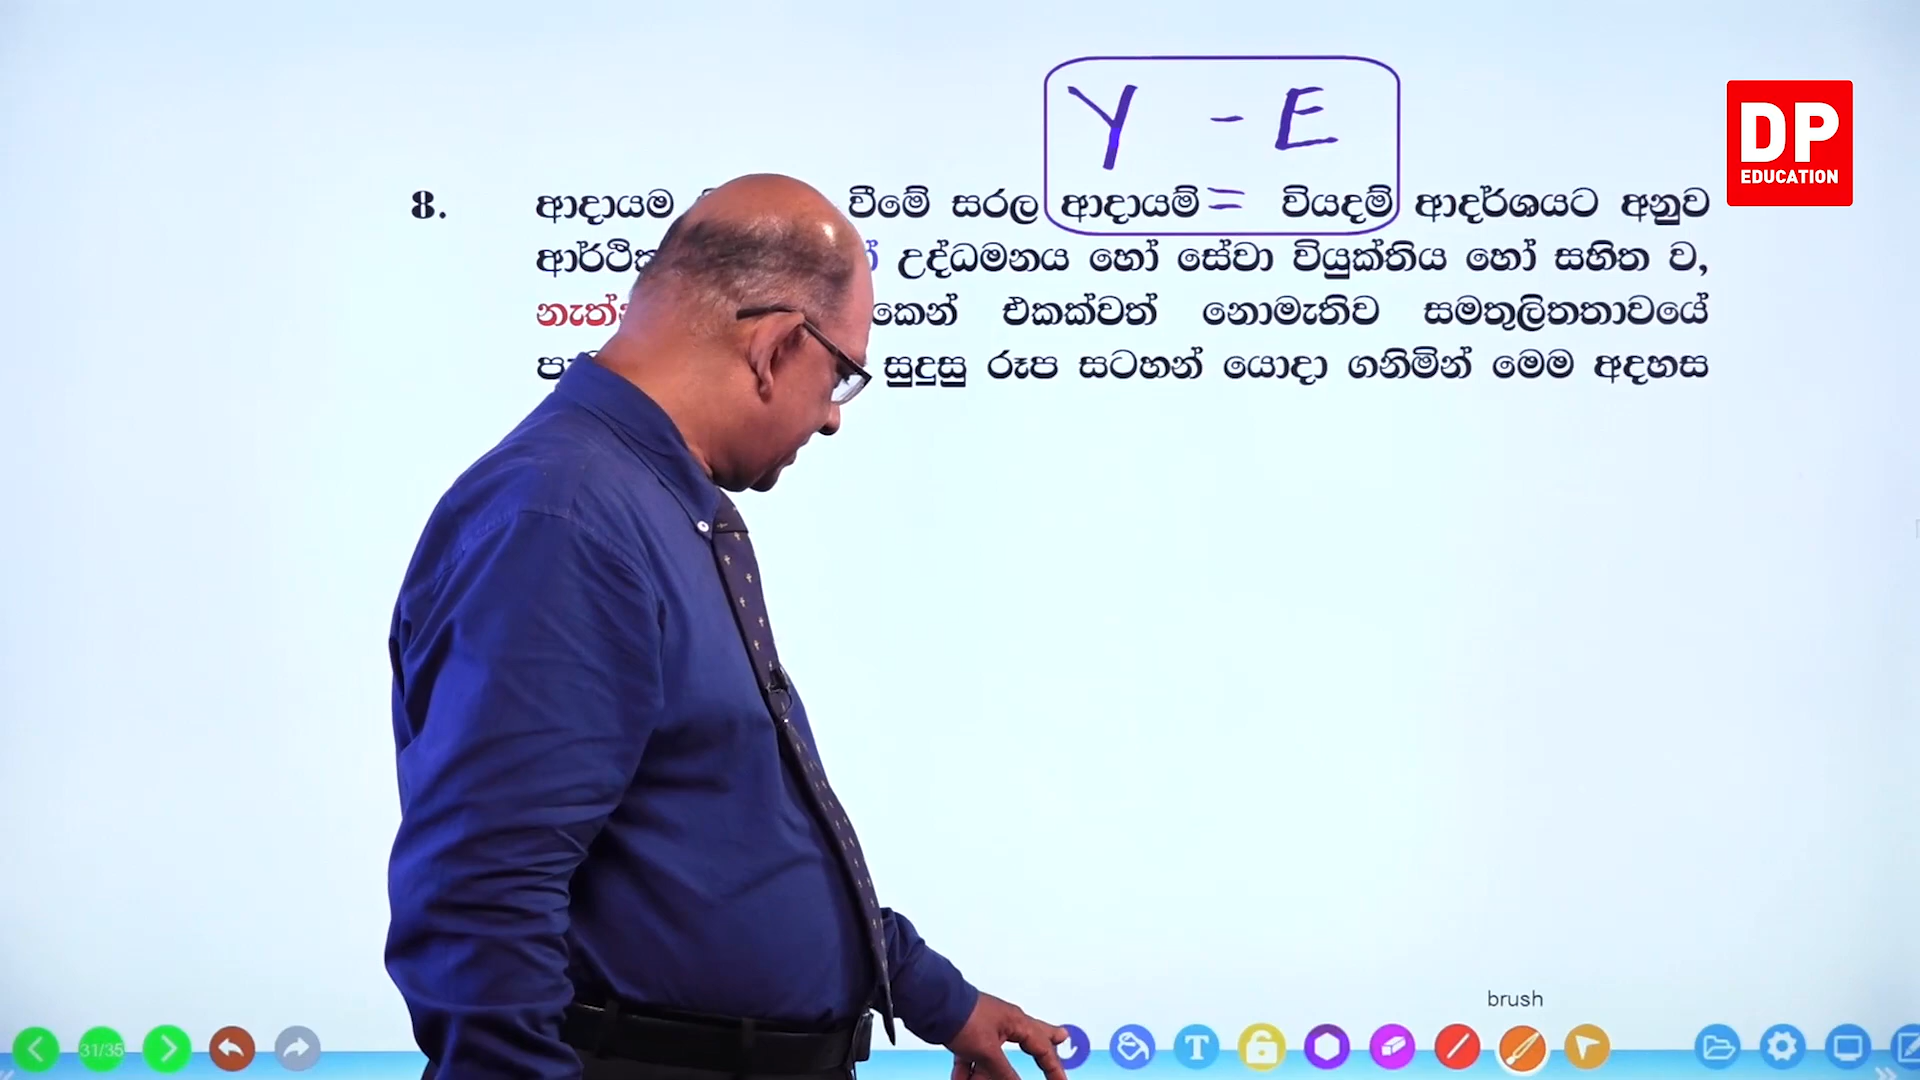 Y - E
DP
EDUCATION
8. ආදායම වීමේ සරල ආදායම් = වියදම් ආදර්ශයට අනුව
උද්ධමනය හෝ සේවා වියුක්තිය හෝ සහිත ව,
එකක්වත් නොමැතිව සමතුලිතතාවයේ
සුදුසු රූප සටහන් යොදා ගනිමින් මෙම අදහස
brush
31/35
T